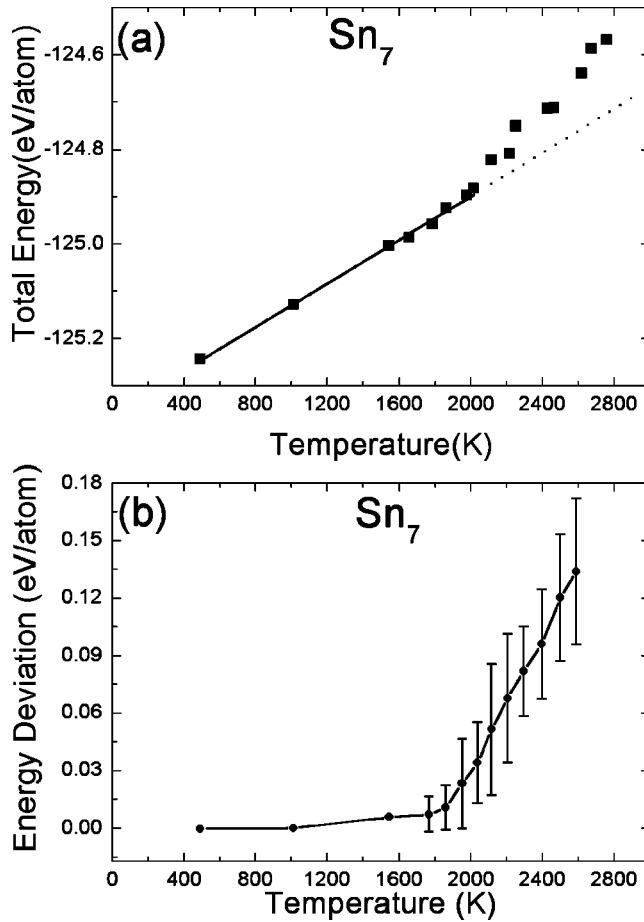 (a) Sn7
Total Energy(eV/atom)
-124.6
-124.8
-125.0
-125.2
0 400 800 1200 1600 2000 2400 2800
Temperature(K)
(b) Sn7
Energy Deviation (eV/atom)
0.18
0.15
0.12
0.09
0.06
0.03
0.00
0 400 800 1200 1600 2000 2400 2800
Temperature (K)